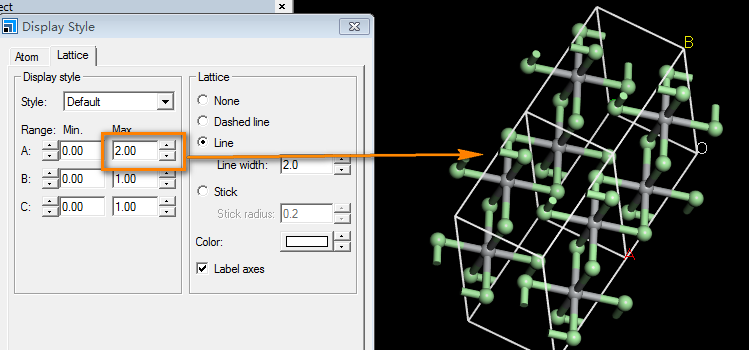 ect
Display Style
Atom Lattice
Display style
Style: Default
Range: Min. Max
A: 0.00 2.00
B: 0.00 1.00
C: 0.00 1.00
Lattice
None
Dashed line
Line
Line width: 2.0
Stick
Stick radius: 0.2
Color:
Label axes
B
O
A